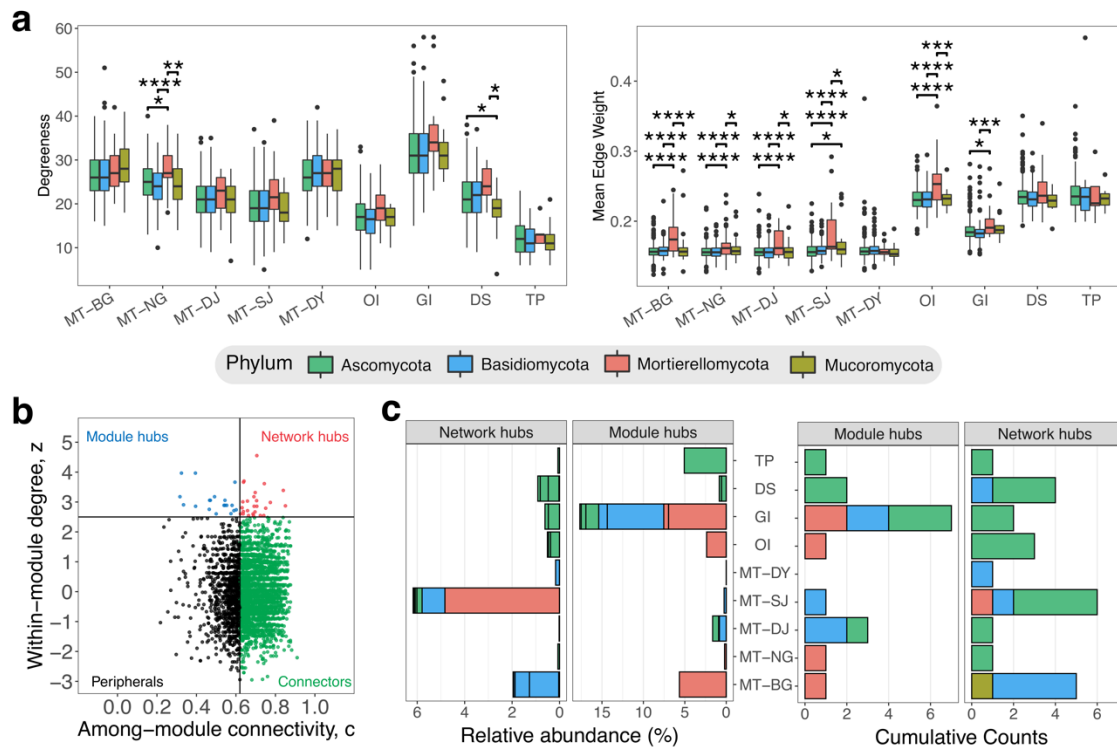 a
60
50
40
30
20
10
Degreeness
** 
****
*
*
*
MT−BG
MT−NG
MT−DJ
MT−SJ
MT−DY
OI
GI
DS
TP
0.4
0.3
0.2
Mean Edge Weight
****
****
****
*
****
****
*
****
****
*
****
****
*
***
****
****
***
*
MT−BG
MT−NG
MT−DJ
MT−SJ
MT−DY
OI
GI
DS
TP
Phylum Ascomycota Basidiomycota Mortierellomycota Mucoromycota
b
Module hubs Network hubs
5
4
3
2
1
0
−1
−2
−3
Within−module degree, z
Peripherals Connectors
0.0 0.2 0.4 0.6 0.8 1.0
Among−module connectivity, c
c
Network hubs Module hubs
TP
DS
GI
OI
MT−DY
MT−SJ
MT−DJ
MT−NG
MT−BG
6 4 2 0 15 10 5 0
Relative abundance (%)
Module hubs Network hubs
0 2 4 6 0 2 4 6
Cumulative Counts